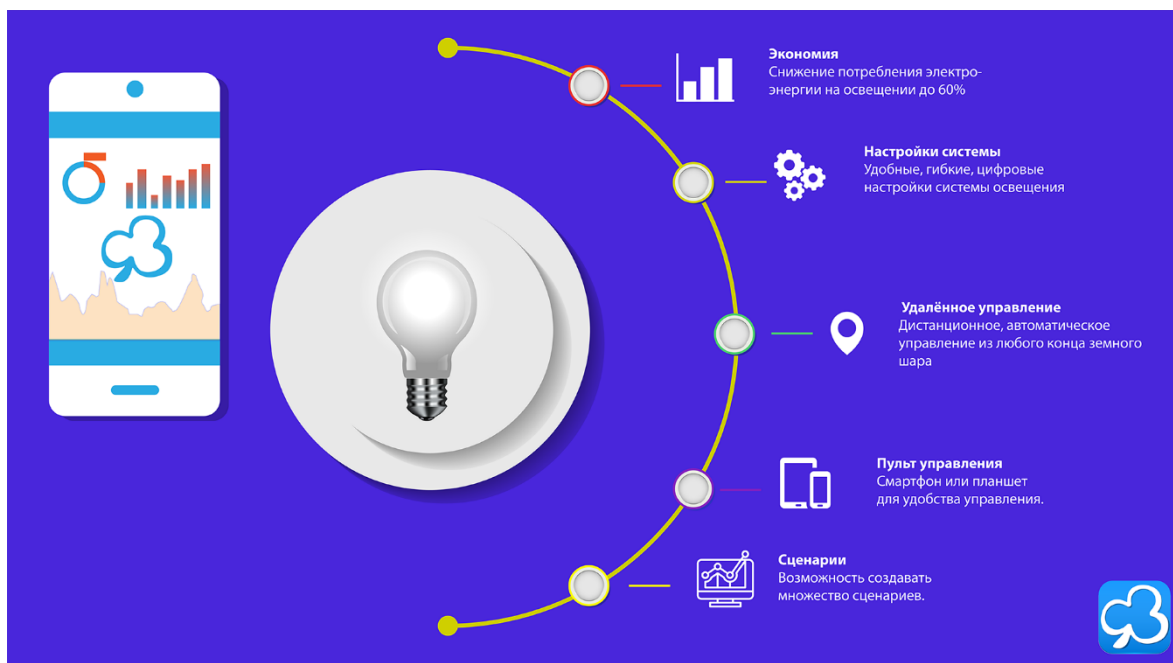 Экономия
Снижение потребления электро-
энергии на освещении до 60%
Настройки системы
Удобные, гибкие, цифровые
настройки системы освещения
Удалённое управление
Дистанционное, автоматическое
управление из любого конца земного
шара
Пульт управления
Смартфон или планшет
для удобства управления.
Сценарии
Возможность создавать
множество сценариев.